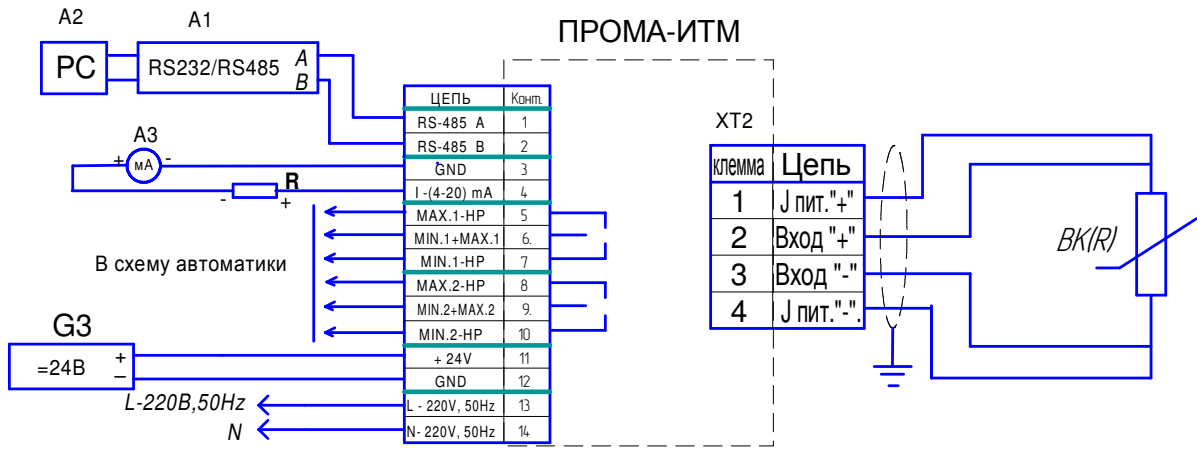 A2
A1
ПРОМА-ИТМ
PC
RS232/RS485
A
B
ЦЕПЬ Конт.
RS-485 A 1
RS-485 B 2
GND 3
I -(4-20) mA 4
MAX.1-HP 5
MIN.1+MAX.1 6.
MIN.1-HP 7
MAX.2-HP 8
MIN.2+MAX.2 9.
MIN.2-HP 10
+ 24V 11
GND 12
L - 220V, 50Hz 13
N- 220V, 50Hz 14
A3
+ мА -
R
- +
В схему автоматики
G3
=24В + –
L-220В,50Hz
N
XT2
клемма Цепь
1 J пит."+"
2 Вход "+"
3 Вход "-"
4 J пит."-".
BK(R)